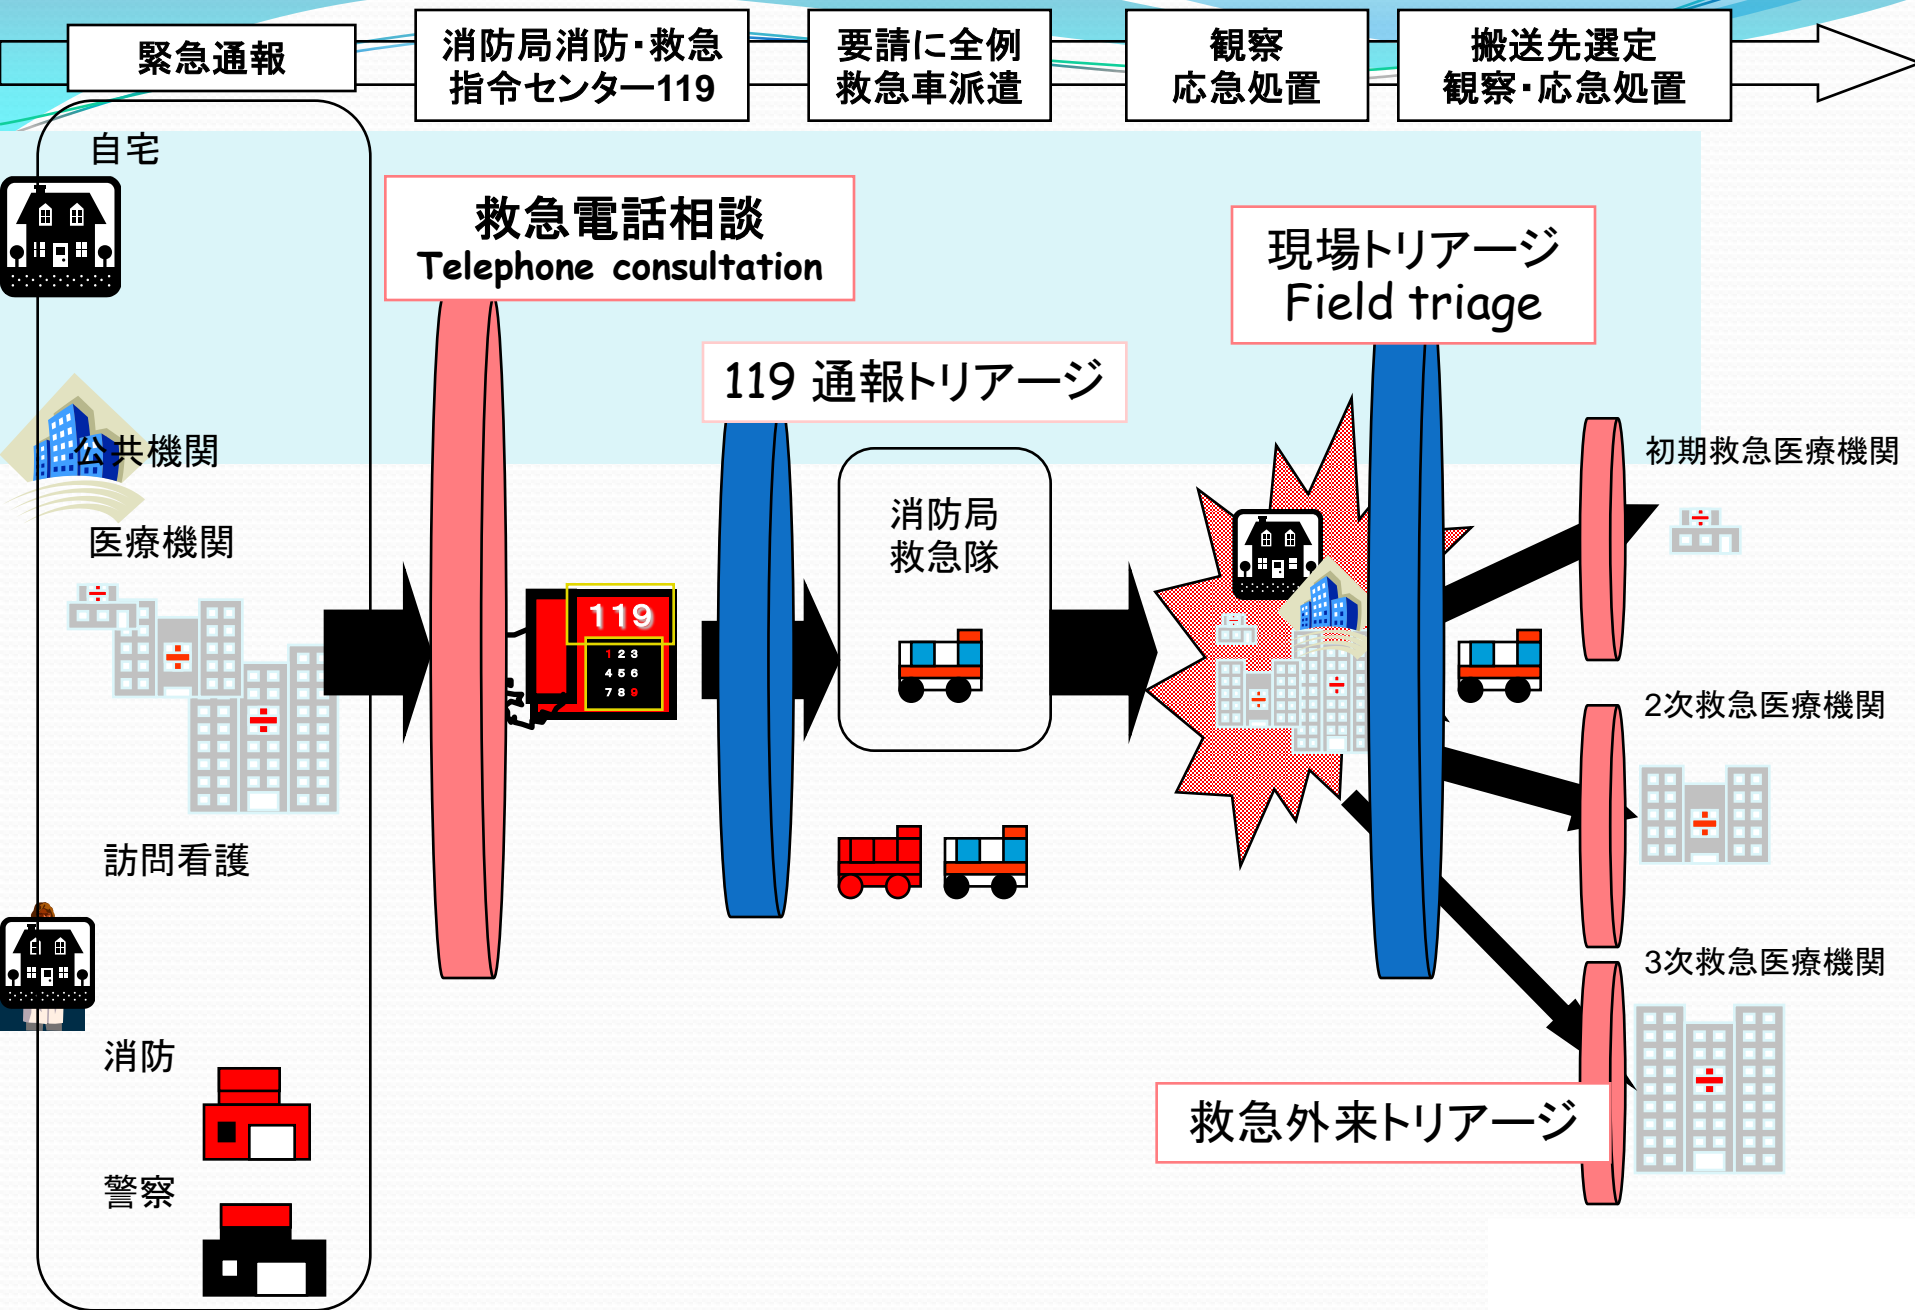 緊急通報
消防局消防・救急
指令センター119
要請に全例
救急車派遣
観察
応急処置
搬送先選定
観察・応急処置
自宅
救急電話相談
Telephone consultation
現場トリアージ
Field triage
119 通報トリアージ
公共機関
初期救急医療機関
医療機関
消防局
救急隊
119
1 2 3
4 5 6
7 8 9
2次救急医療機関
訪問看護
3次救急医療機関
消防
救急外来トリアージ
警察